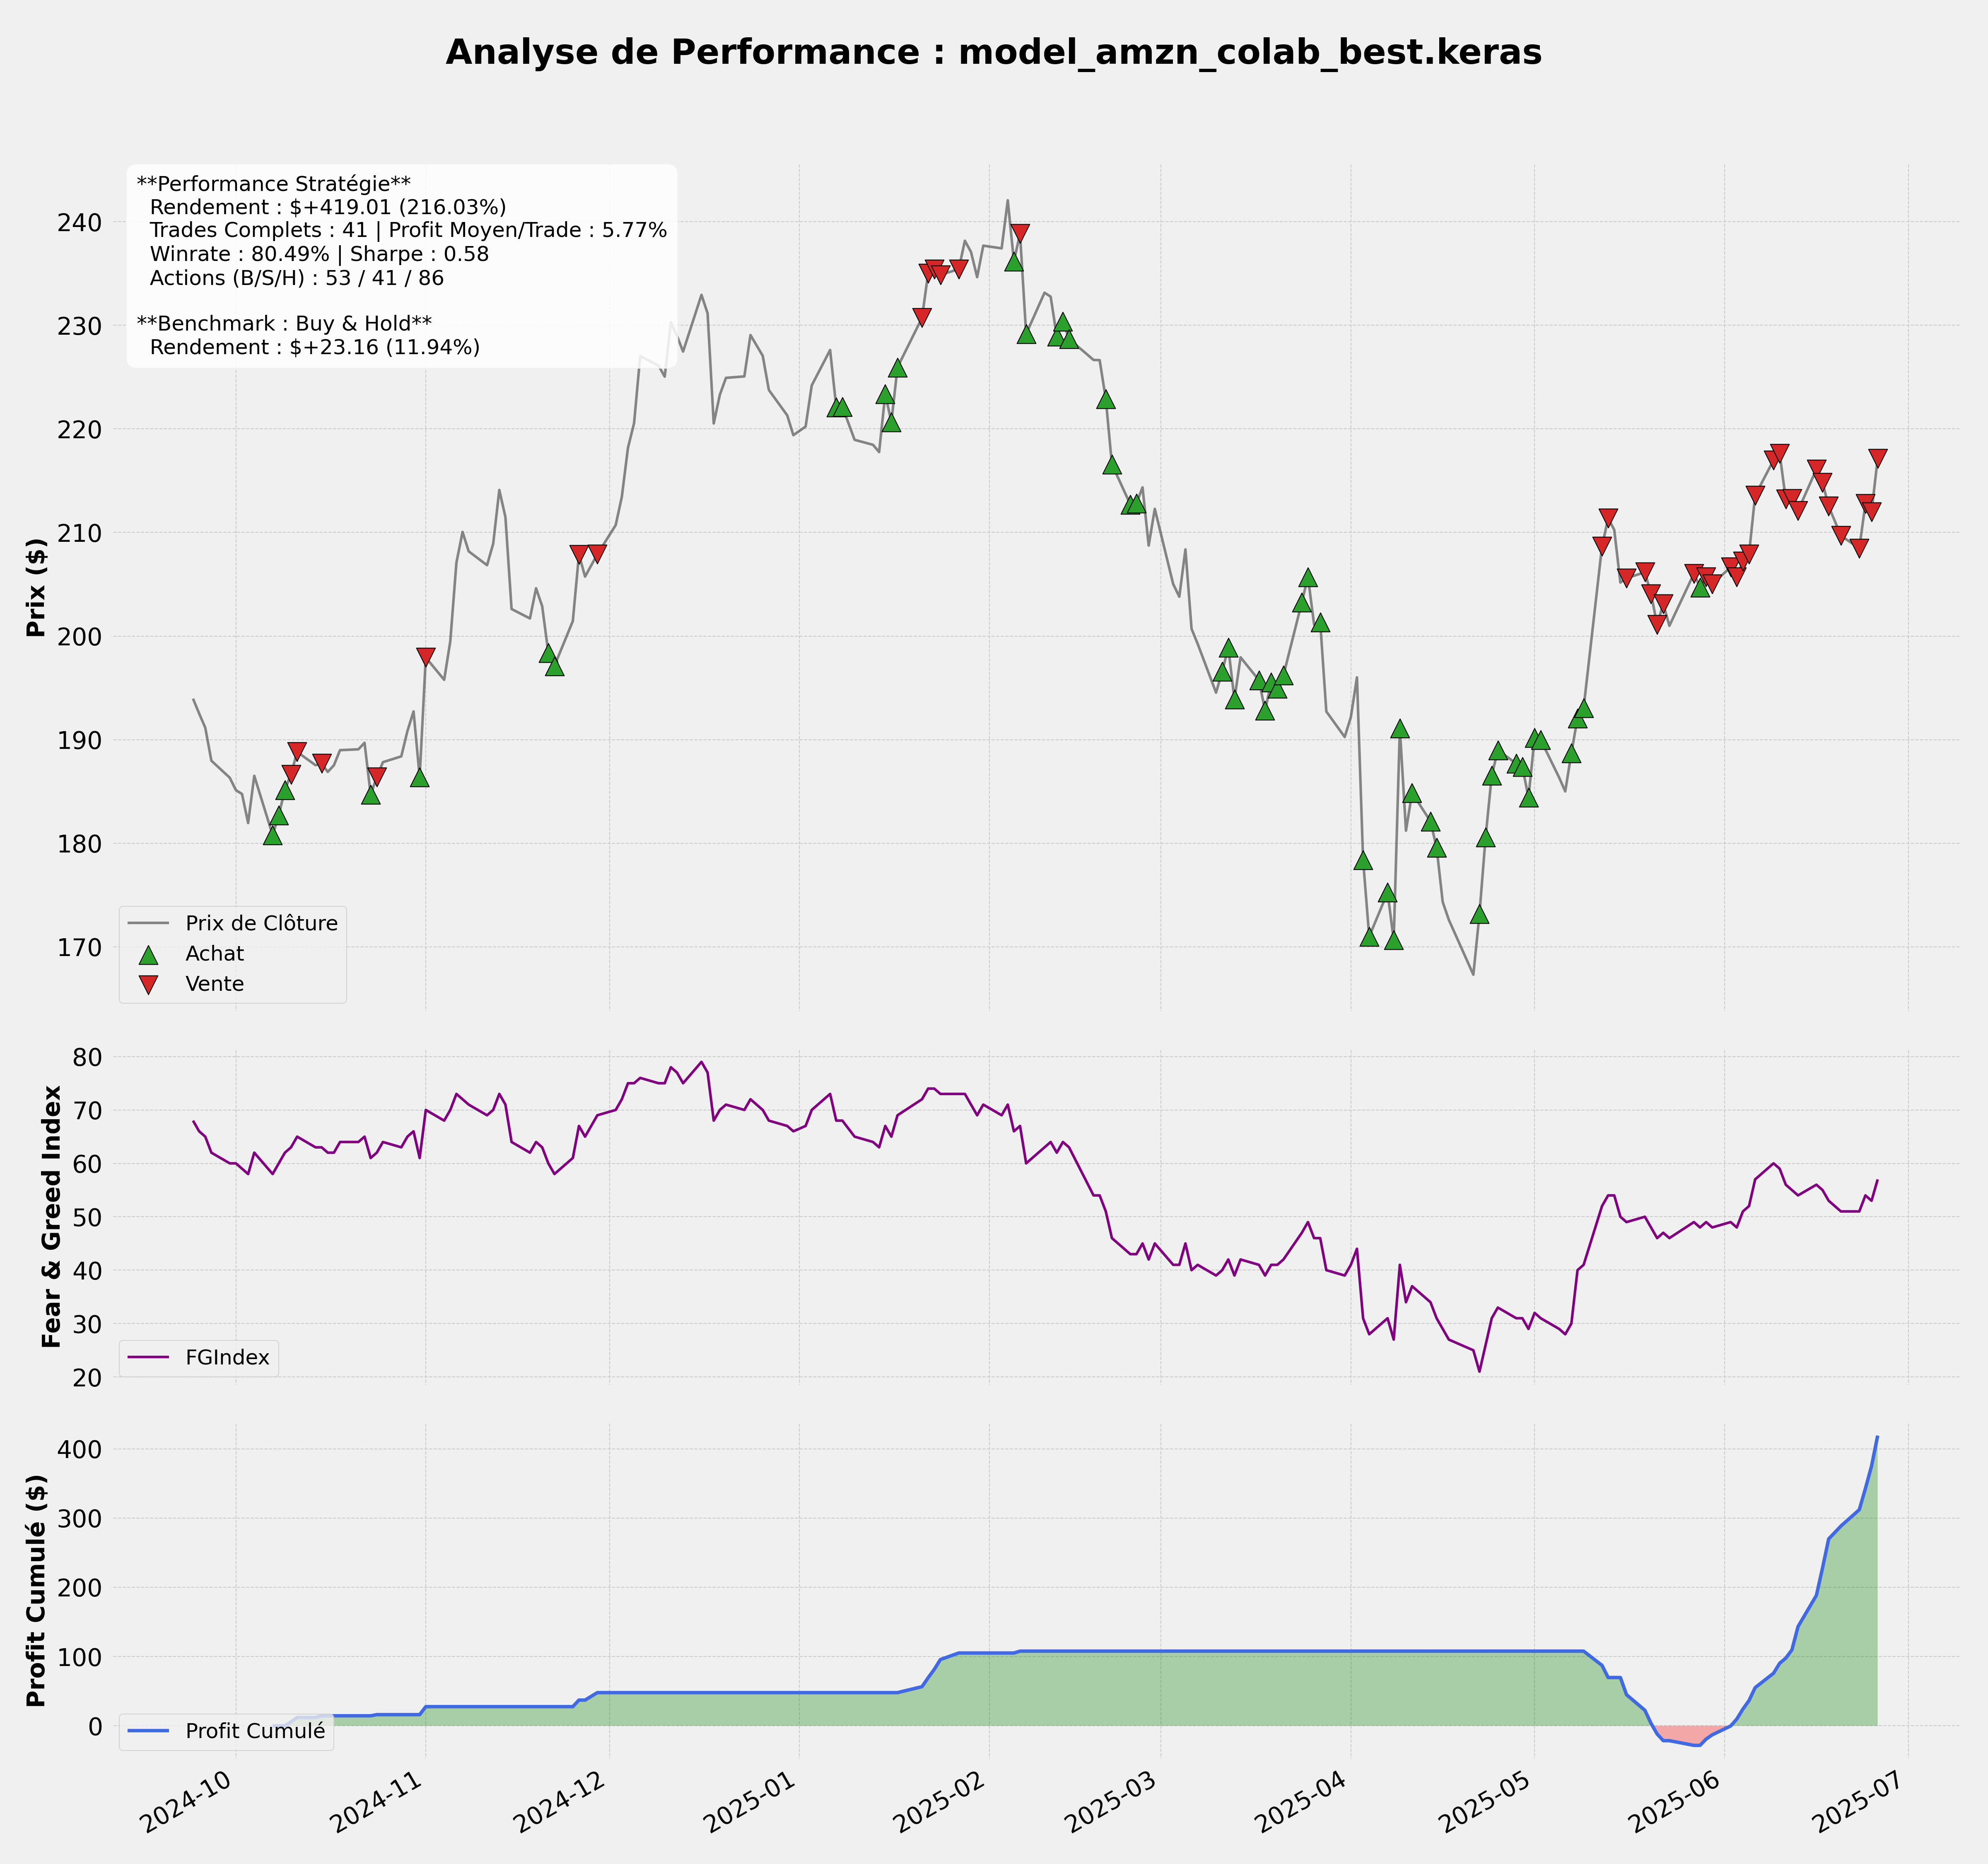 Analyse de Performance : model_amzn_colab_best.keras
**Performance Stratégie**
Rendement : $+419.01 (216.03%)
Trades Complets : 41 | Profit Moyen/Trade : 5.77%
Winrate : 80.49% | Sharpe : 0.58
Actions (B/S/H) : 53 / 41 / 86
**Benchmark : Buy & Hold**
Rendement : $+23.16 (11.94%)
Prix ($)
240
230
220
210
200
190
180
170
Prix de Clôture
Achat
Vente
Fear & Greed Index
80
70
60
50
40
30
20
FGIndex
Profit Cumulé ($)
400
300
200
100
0
Profit Cumulé
2024-10
2024-11
2024-12
2025-01
2025-02
2025-03
2025-04
2025-05
2025-06
2025-07